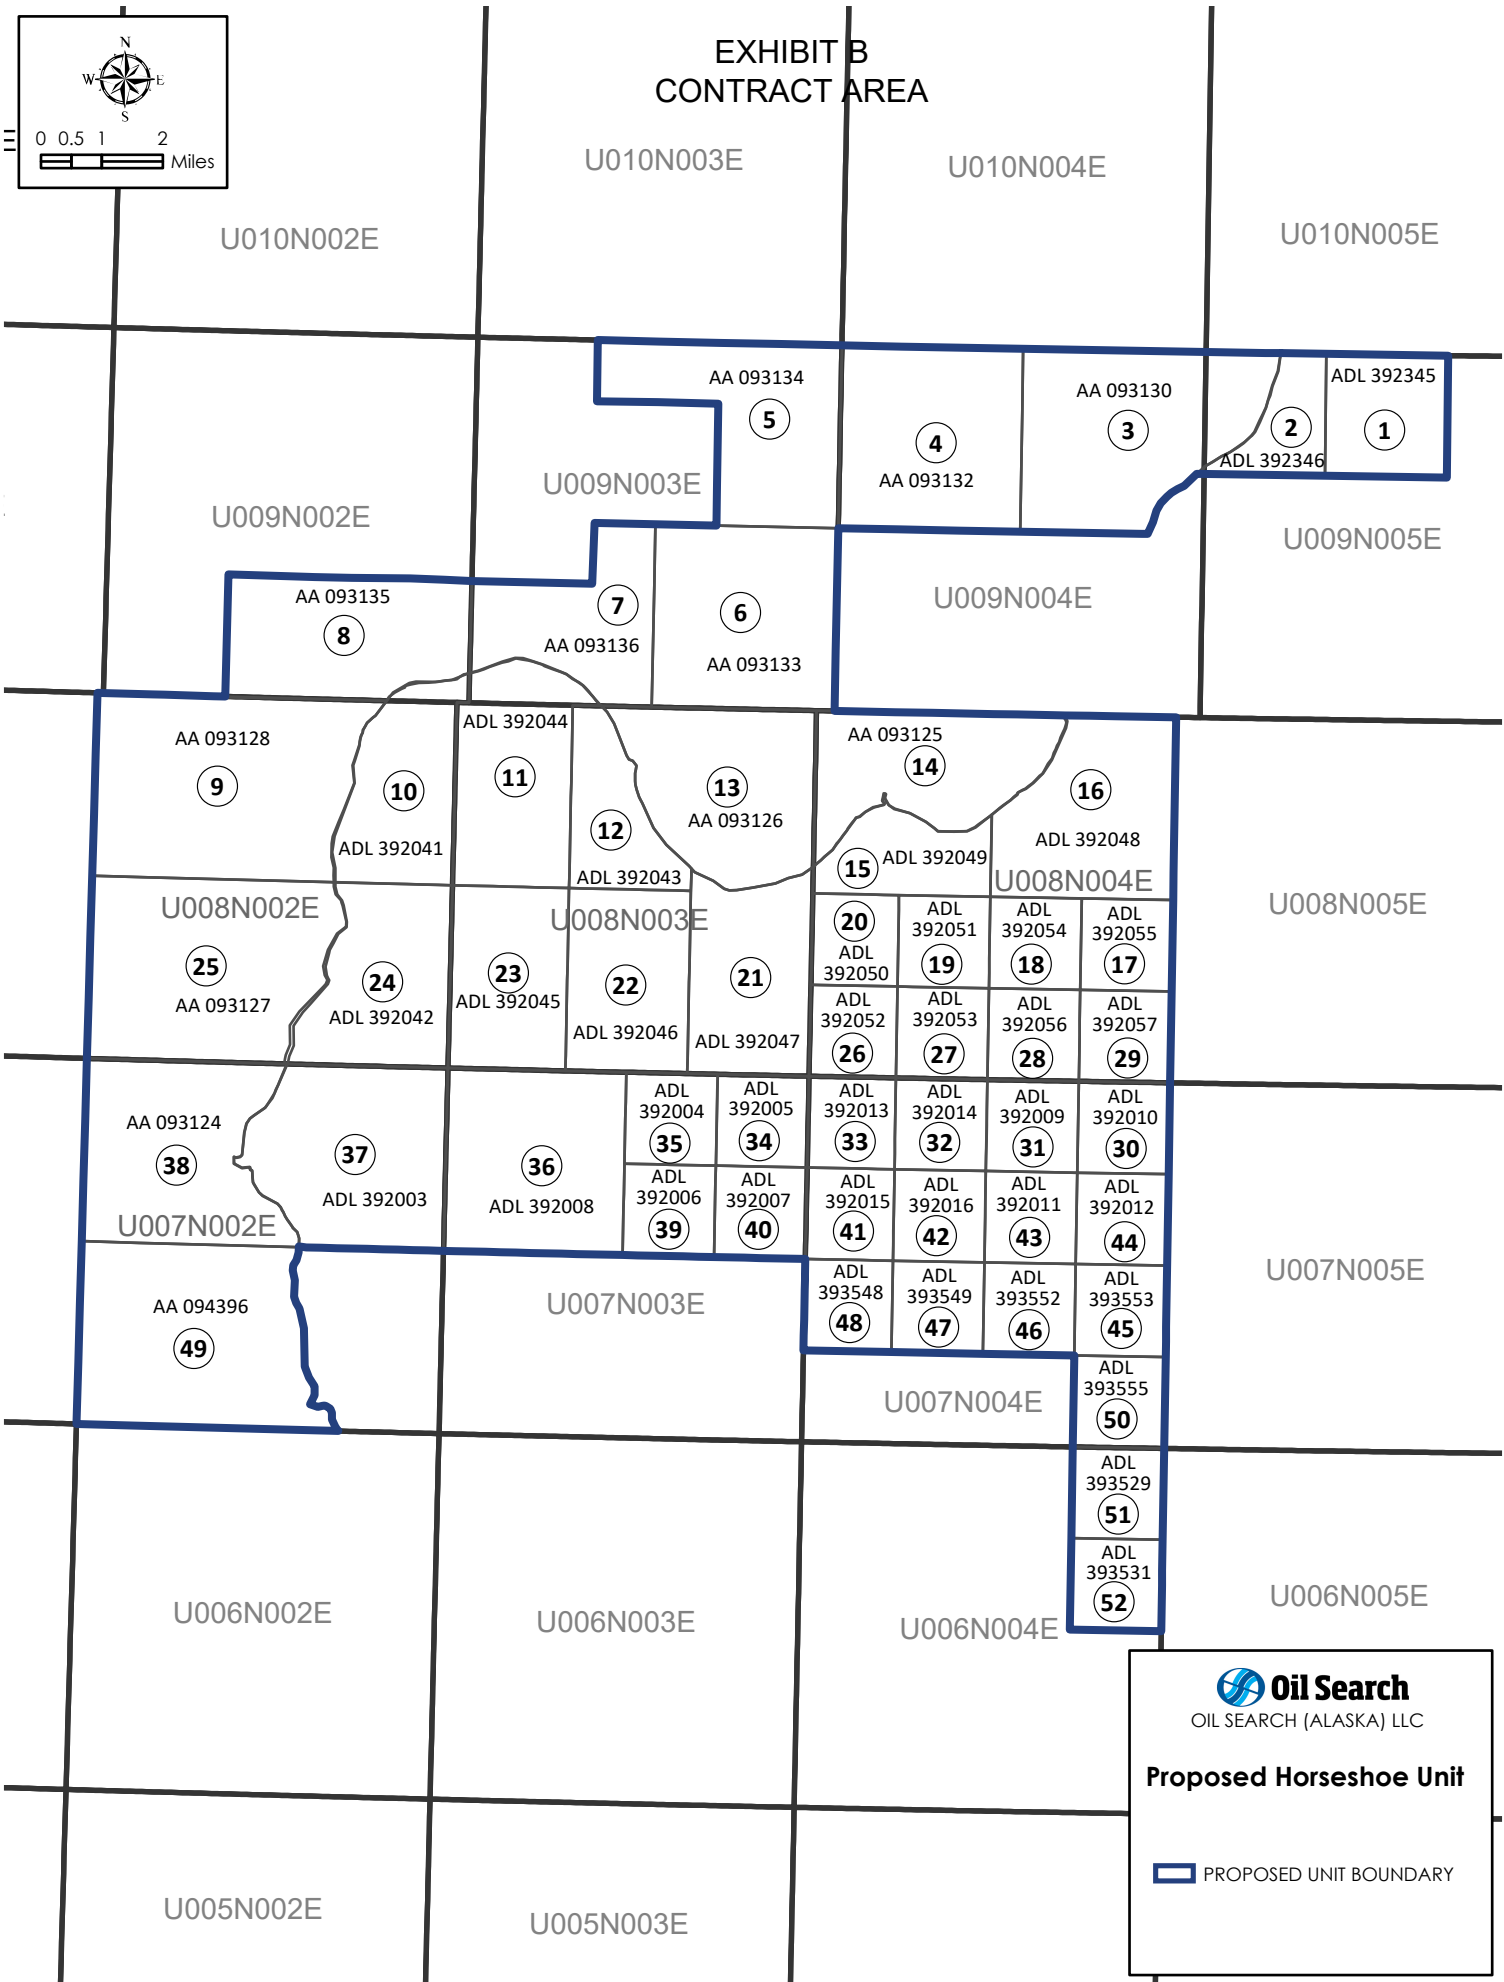 EXHIBIT B
CONTRACT AREA
N
W
E
S
0 0.5 1 2
Miles
U010N003E
U010N004E
U010N002E
U010N005E
AA 093134
5
AA 093130
3
ADL 392345
1
2
ADL 392346
4
AA 093132
U009N003E
U009N002E
U009N005E
U009N004E
AA 093135
8
7
AA 093136
6
AA 093133
ADL 392044
11
AA 093128
9
10
ADL 392041
12
ADL 392043
13
AA 093126
AA 093125
14
16
ADL 392048
15
ADL 392049
U008N004E
U008N002E
U008N003E
U008N005E
20
ADL
392050
ADL
392051
19
ADL
392054
18
ADL
392055
17
25
AA 093127
24
ADL 392042
23
ADL 392045
22
ADL 392046
21
ADL 392047
ADL
392052
26
ADL
392053
27
ADL
392056
28
ADL
392057
29
AA 093124
38
37
ADL 392003
36
ADL 392008
ADL
392004
35
ADL
392005
34
ADL
392013
33
ADL
392014
32
ADL
392009
31
ADL
392010
30
ADL
392006
39
ADL
392007
40
ADL
392015
41
ADL
392016
42
ADL
392011
43
ADL
392012
44
U007N002E
U007N003E
U007N005E
AA 094396
49
ADL
393548
48
ADL
393549
47
ADL
393552
46
ADL
393553
45
U007N004E
ADL
393555
50
ADL
393529
51
ADL
393531
52
U006N002E
U006N003E
U006N004E
U006N005E
U005N002E
U005N003E
Oil Search
OIL SEARCH (ALASKA) LLC
Proposed Horseshoe Unit
PROPOSED UNIT BOUNDARY